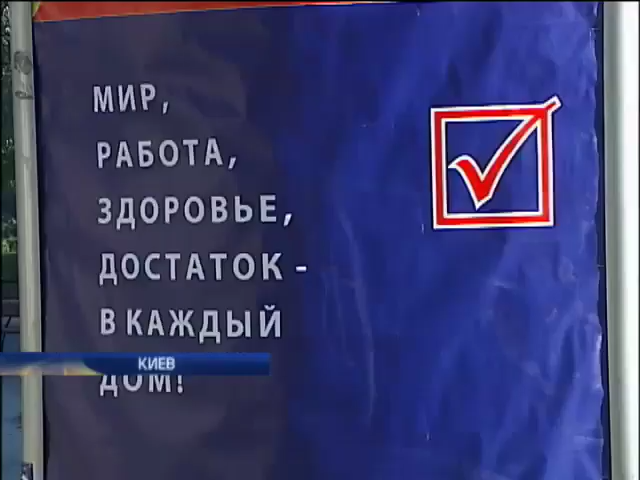 МИР,
РАБОТА,
ЗДОРОВЬЕ,
ДОСТАТОК -
В КАЖДЫЙ
КИЕВ
ДОМ!